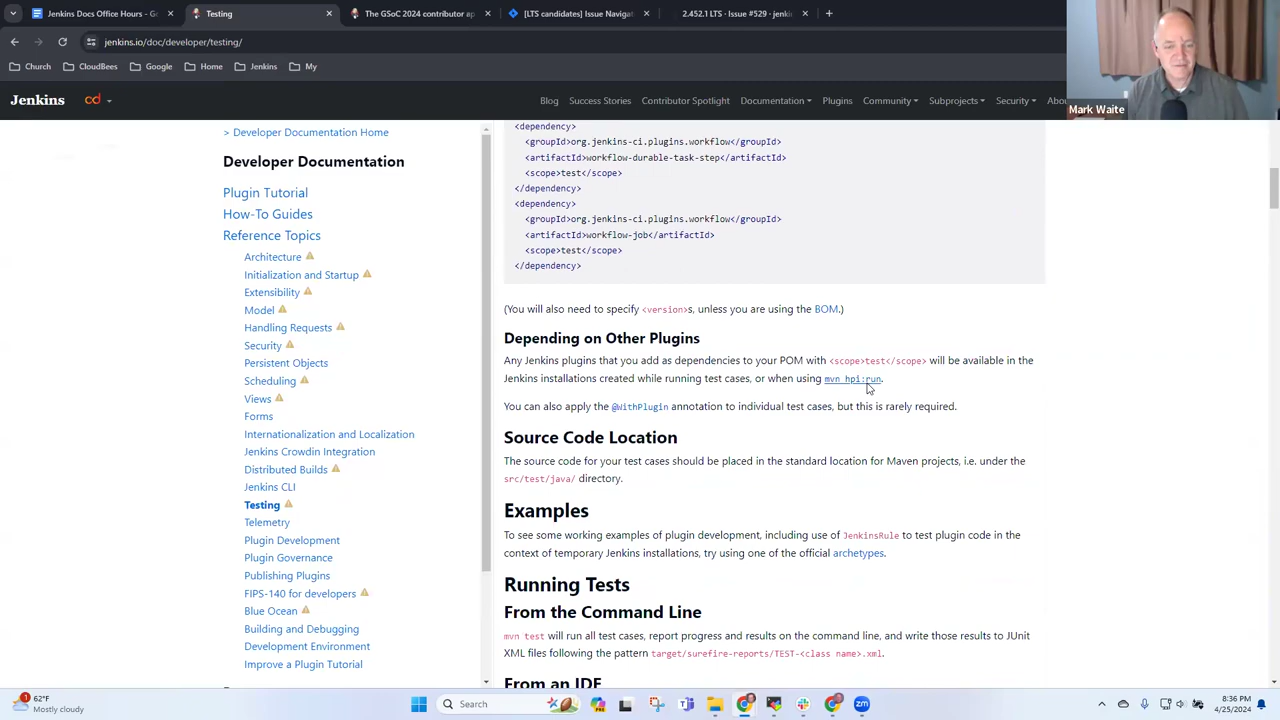 Jenkins Docs Office Hours - G
Testing
The GSoC 2024 contributor ap
[LTS candidates] Issue Navigat
2.452.1 LTS · Issue #529 · jenki
jenkins.io/doc/developer/testing/
Church
CloudBees
Google
Home
Jenkins
My
Mark Waite
Jenkins
cd
Blog
Success Stories
Contributor Spotlight
Documentation
Plugins
Community
Subprojects
Security
Abou
> Developer Documentation Home
Developer Documentation
Plugin Tutorial
How-To Guides
Reference Topics
Architecture
Initialization and Startup
Extensibility
Model
Handling Requests
Security
Persistent Objects
Scheduling
Views
Forms
Internationalization and Localization
Jenkins Crowdin Integration
Distributed Builds
Jenkins CLI
Testing
Telemetry
Plugin Development
Plugin Governance
Publishing Plugins
FIPS-140 for developers
Blue Ocean
Building and Debugging
Development Environment
Improve a Plugin Tutorial
<dependency>
<groupId>org.jenkins-ci.plugins.workflow</groupId>
<artifactId>workflow-durable-task-step</artifactId>
<scope>test</scope>
</dependency>
<dependency>
<groupId>org.jenkins-ci.plugins.workflow</groupId>
<artifactId>workflow-job</artifactId>
<scope>test</scope>
</dependency>
(You will also need to specify <version>s, unless you are using the BOM.)
Depending on Other Plugins
Any Jenkins plugins that you add as dependencies to your POM with <scope>test</scope> will be available in the
Jenkins installations created while running test cases, or when using mvn hpi:run.
You can also apply the @WithPlugin annotation to individual test cases, but this is rarely required.
Source Code Location
The source code for your test cases should be placed in the standard location for Maven projects, i.e. under the
src/test/java/ directory.
Examples
To see some working examples of plugin development, including use of JenkinsRule to test plugin code in the
context of temporary Jenkins installations, try using one of the official archetypes.
Running Tests
From the Command Line
mvn test will run all test cases, report progress and results on the command line, and write those results to JUnit
XML files following the pattern target/surefire-reports/TEST-<class name>.xml.
From an IDE
1
62°F
Mostly cloudy
Search
8:36 PM
4/25/2024